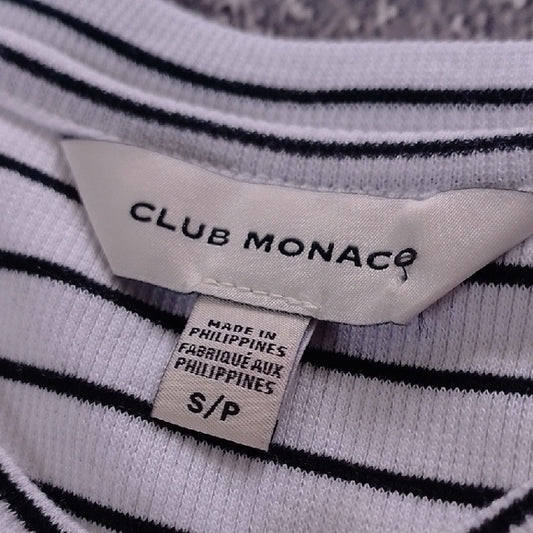 CLUB MONACO
MADE IN
PHILIPPINES
FABRIQUÉ AUX
PHILIPPINES
S/P